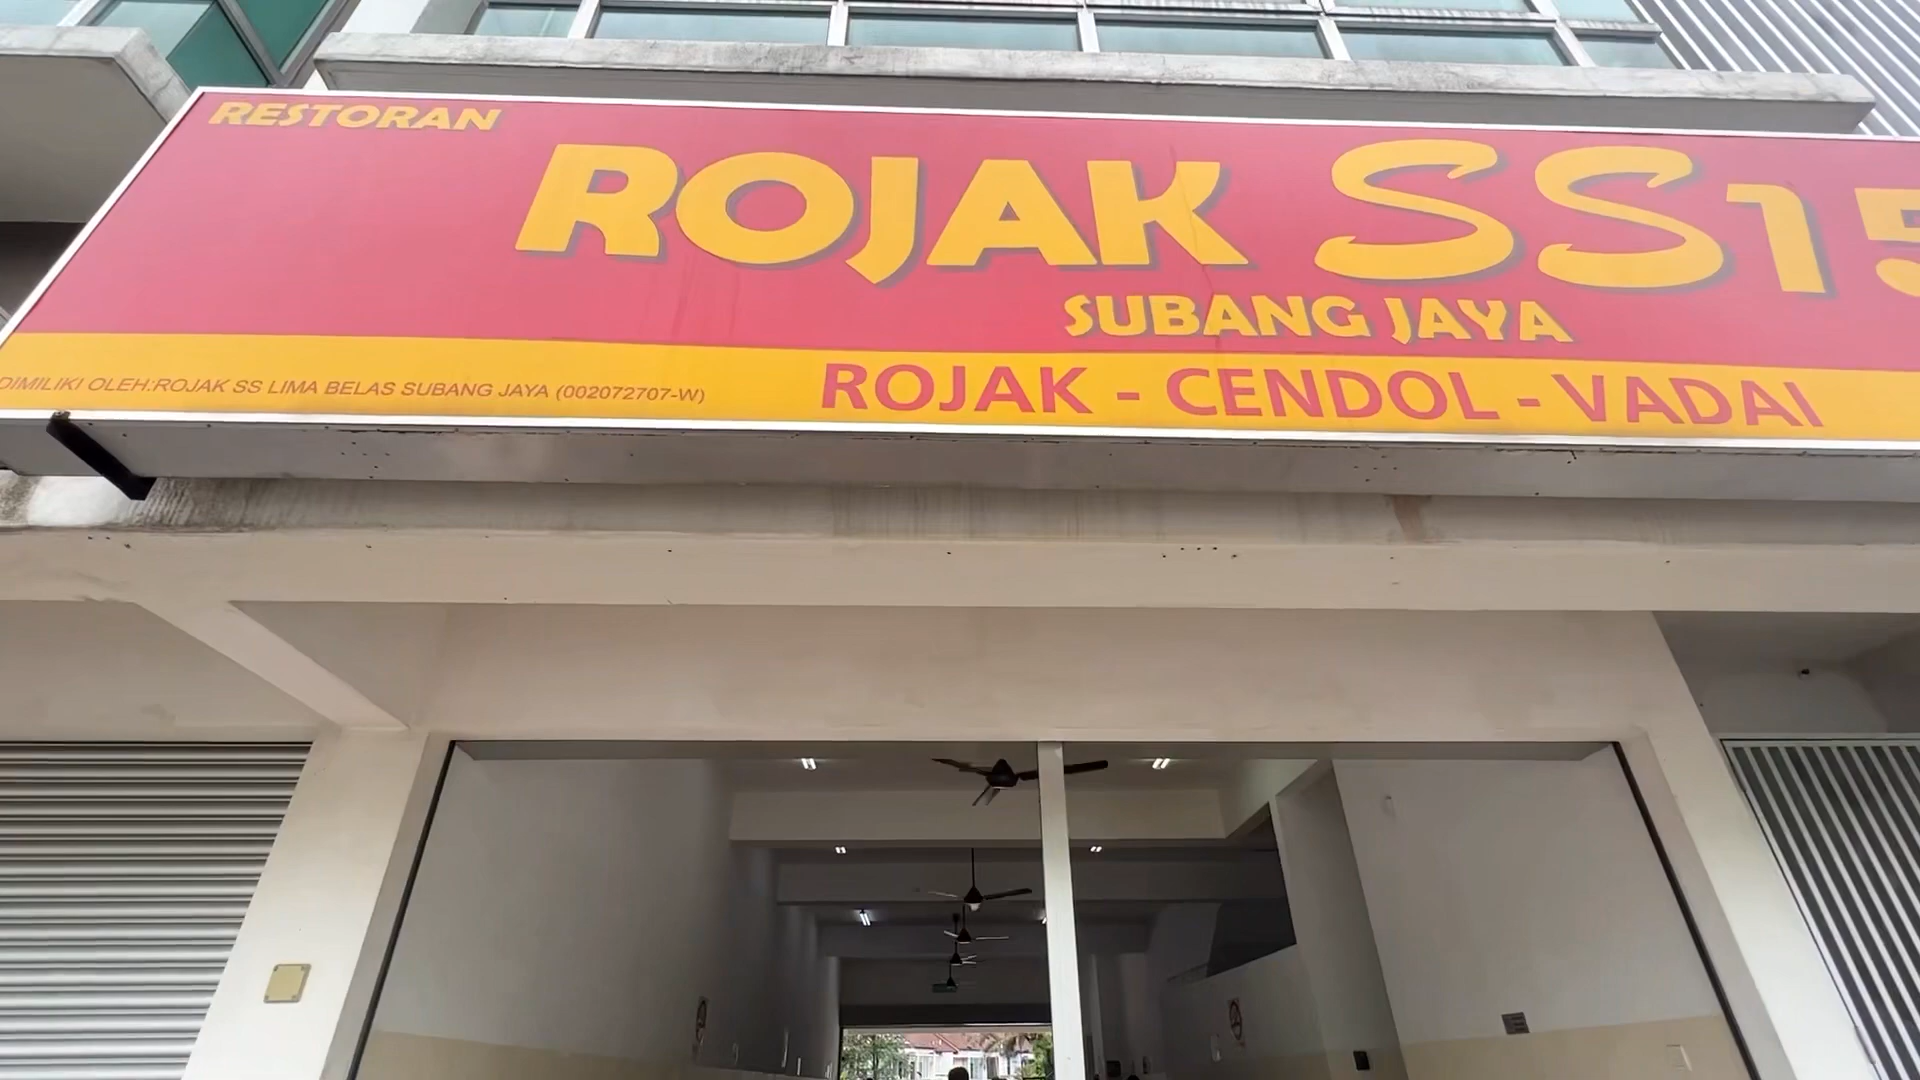 RESTORAN
ROJAK SS15
SUBANG JAYA
DIMILIKI OLEH:ROJAK SS LIMA BELAS SUBANG JAYA (002072707-W)
ROJAK - CENDOL - VADAI